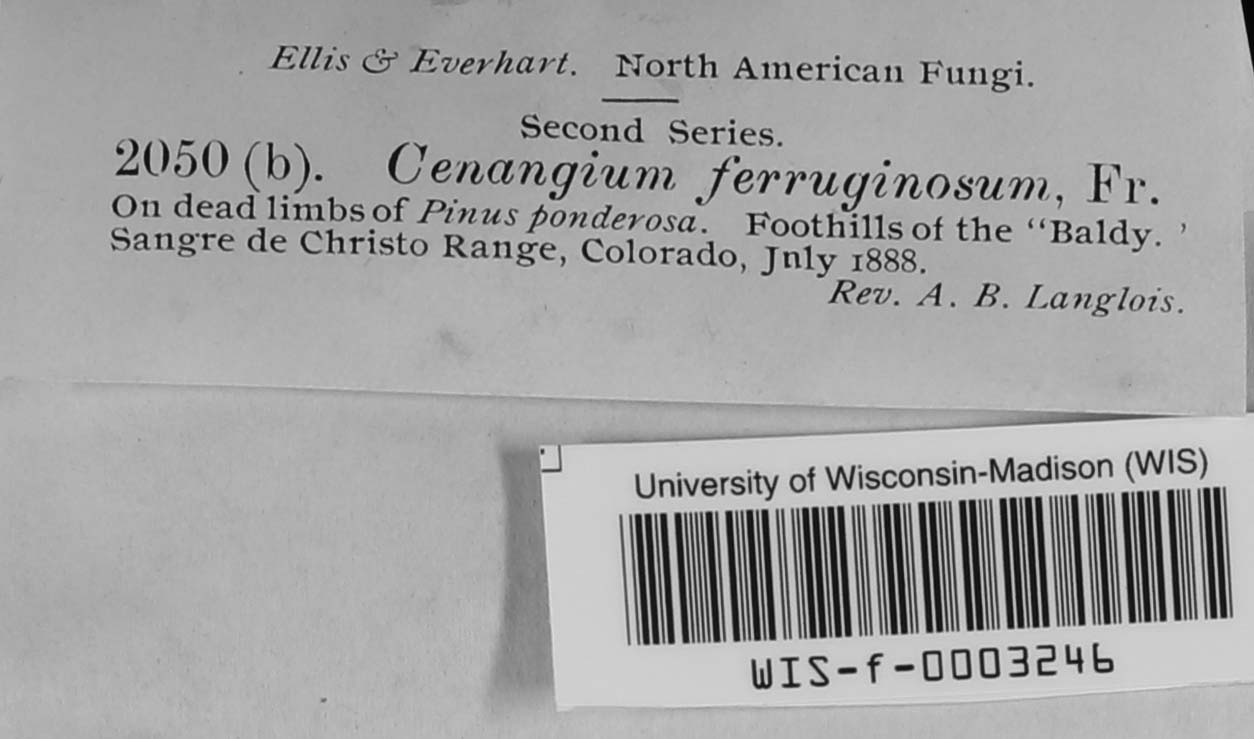 Ellis & Everhart. North American Fungi.
Second Series.
2050 (b). Cenangium ferruginosum, Fr.
On dead limbs of Pinus ponderosa. Foothills of the “Baldy. ’
Sangre de Christo Range, Colorado, Jnly 1888.
Rev. A. B. Langlois.
University of Wisconsin-Madison (WIS)
WIS-f-0003246